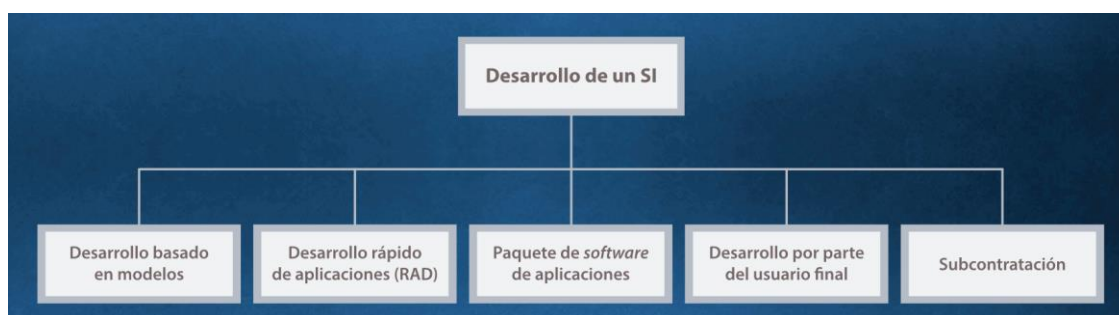 Desarrollo de un SI
Desarrollo basado
en modelos
Desarrollo rápido
de aplicaciones (RAD)
Paquete de software
de aplicaciones
Desarrollo por parte
del usuario final
Subcontratación